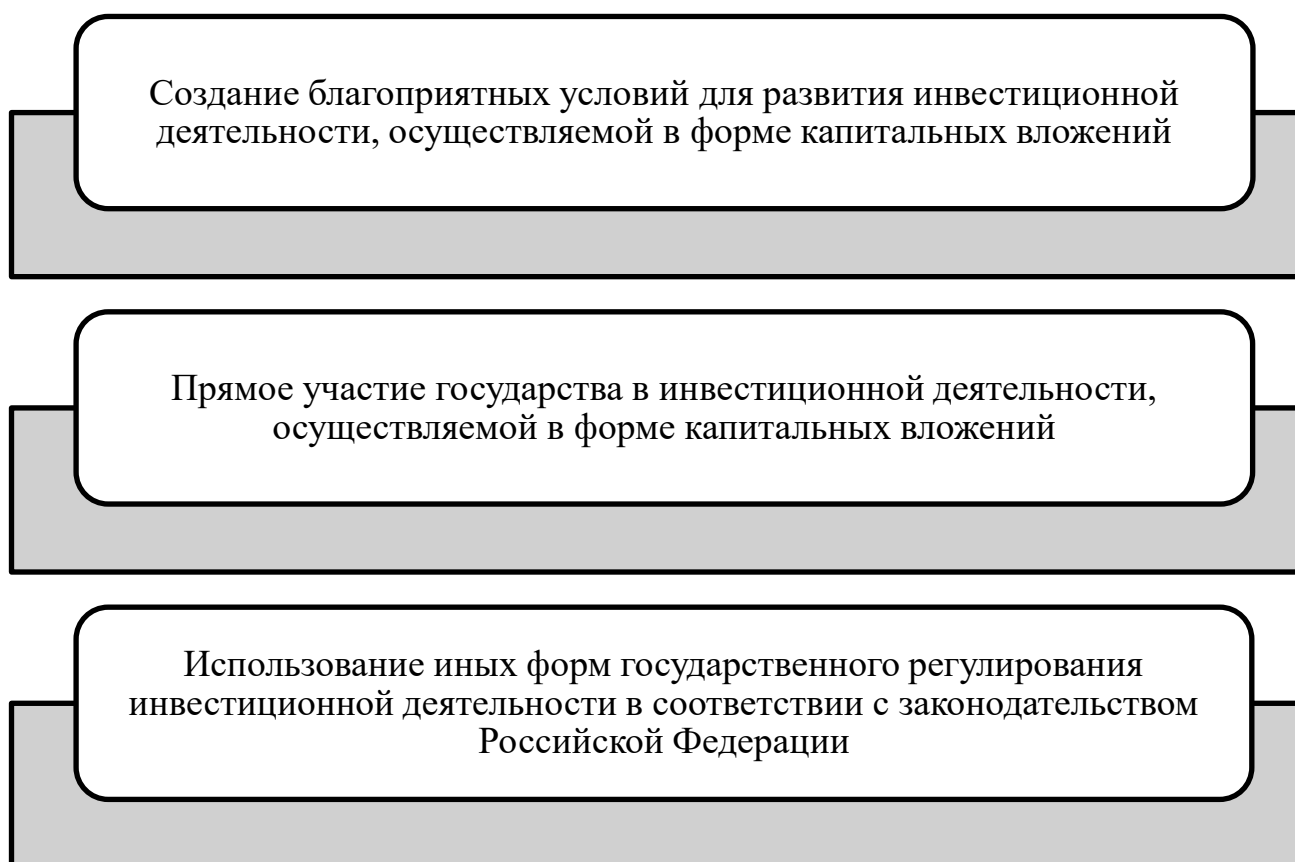 Создание благоприятных условий для развития инвестиционной
деятельности, осуществляемой в форме капитальных вложений
Прямое участие государства в инвестиционной деятельности,
осуществляемой в форме капитальных вложений
Использование иных форм государственного регулирования
инвестиционной деятельности в соответствии с законодательством
Российской Федерации